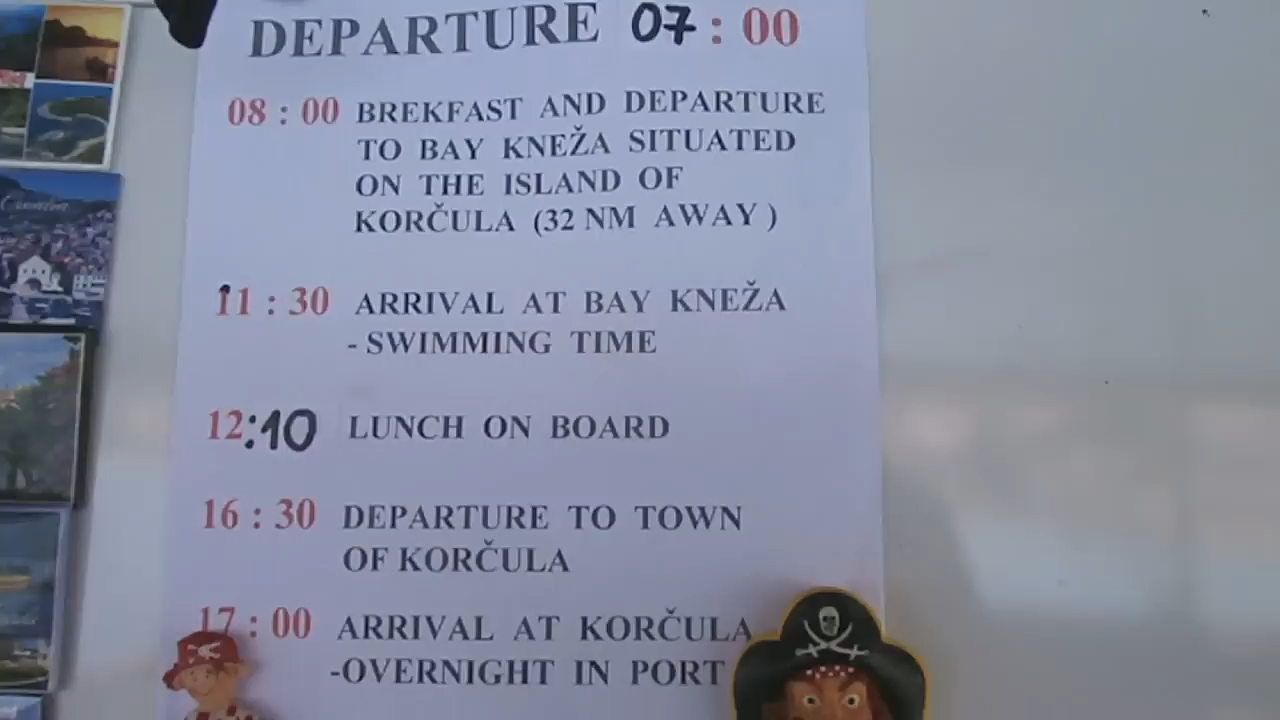 DEPARTURE 07 : 00
08 : 00 BREKFAST AND DEPARTURE
TO BAY KNEŽA SITUATED
ON THE ISLAND OF
KORČULA (32 NM AWAY )
11 : 30 ARRIVAL AT BAY KNEŽA
- SWIMMING TIME
12:10 LUNCH ON BOARD
16 : 30 DEPARTURE TO TOWN
OF KORČULA
17 : 00 ARRIVAL AT KORČULA
-OVERNIGHT IN PORT
Croatia